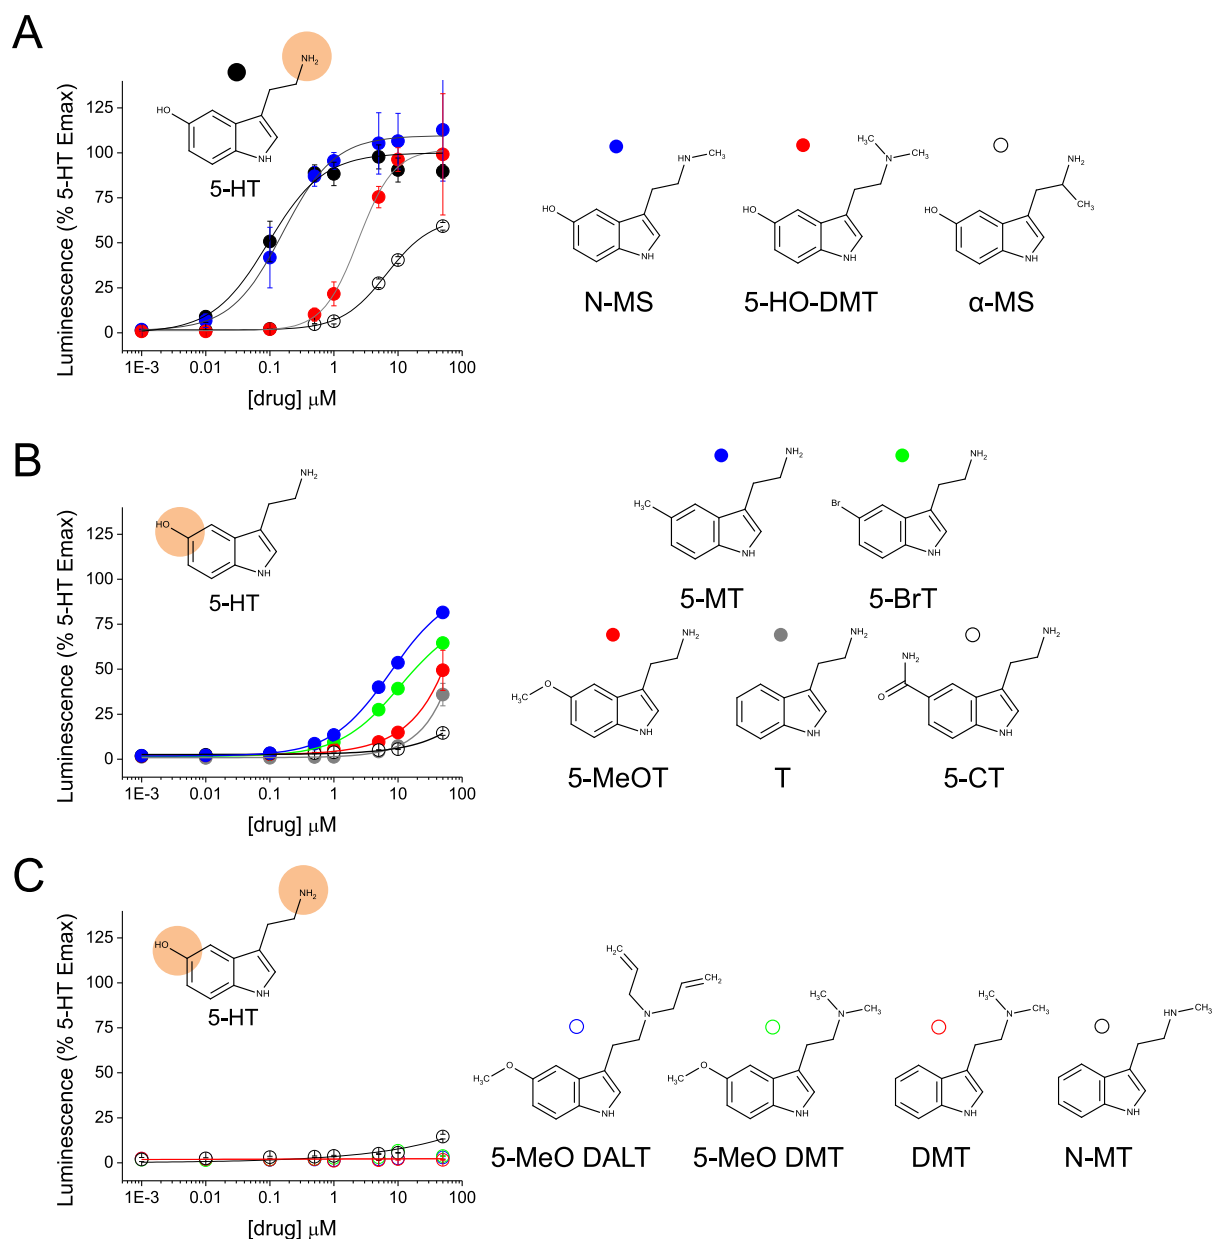 A
NH₂
HO
NH
5-HT
Luminescence (% 5-HT Emax)
125
100
75
50
25
0
1E-3 0.01 0.1 1 10 100
[drug] μM
HN CH₃
HO
NH
N-MS
CH₃
N CH₃
HO
NH
5-HO-DMT
NH₂
CH₃
HO
NH
α-MS
B
NH₂
HO
NH
5-HT
Luminescence (% 5-HT Emax)
125
100
75
50
25
0
1E-3 0.01 0.1 1 10 100
[drug] μM
NH₂
H₃C
NH
5-MT
NH₂
Br
NH
5-BrT
NH₂
O
H₃C
NH
5-MeOT
NH₂
NH
T
NH₂
NH₂
O
NH
5-CT
C
NH₂
HO
NH
5-HT
Luminescence (% 5-HT Emax)
125
100
75
50
25
0
1E-3 0.01 0.1 1 10 100
[drug] μM
H₂C
CH₂
N
O
H₃C
NH
5-MeO DALT
H₃C
N CH₃
O
H₃C
NH
5-MeO DMT
H₃C
N CH₃
NH
DMT
HN CH₃
NH
N-MT